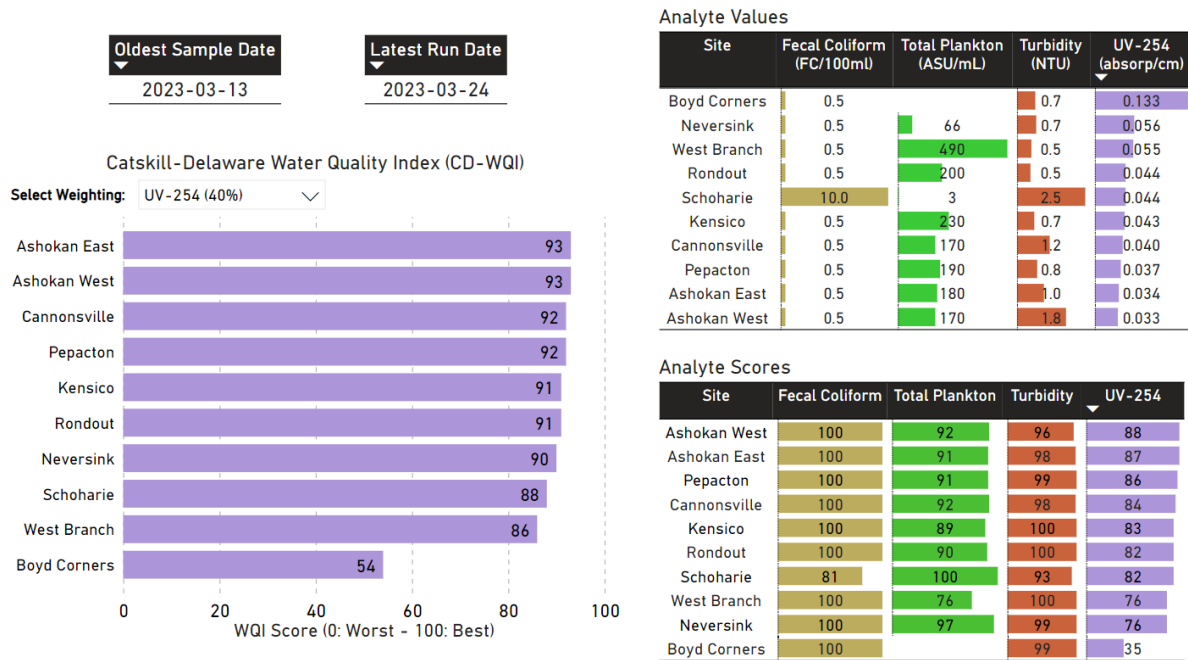 Oldest Sample Date
2023-03-13
Latest Run Date
2023-03-24
Catskill-Delaware Water Quality Index (CD-WQI)
Select Weighting: UV-254 (40%)
Ashokan East 93
Ashokan West 93
Cannonsville 92
Pepacton 92
Kensico 91
Rondout 91
Neversink 90
Schoharie 88
West Branch 86
Boyd Corners 54
0 20 40 60 80 100
WQI Score (0: Worst - 100: Best)
Analyte Values
Site Fecal Coliform (FC/100ml) Total Plankton (ASU/mL) Turbidity (NTU) UV-254 (absorp/cm)
Boyd Corners 0.5 0.7 0.133
Neversink 0.5 66 0.7 0.056
West Branch 0.5 490 0.5 0.055
Rondout 0.5 200 0.5 0.044
Schoharie 10.0 3 2.5 0.044
Kensico 0.5 230 0.7 0.043
Cannonsville 0.5 170 1.2 0.040
Pepacton 0.5 190 0.8 0.037
Ashokan East 0.5 180 1.0 0.034
Ashokan West 0.5 170 1.8 0.033
Analyte Scores
Site Fecal Coliform Total Plankton Turbidity UV-254
Ashokan West 100 92 96 88
Ashokan East 100 91 98 87
Pepacton 100 91 99 86
Cannonsville 100 92 98 84
Kensico 100 89 100 83
Rondout 100 90 100 82
Schoharie 81 100 93 82
West Branch 100 76 100 76
Neversink 100 97 99 76
Boyd Corners 100 99 35